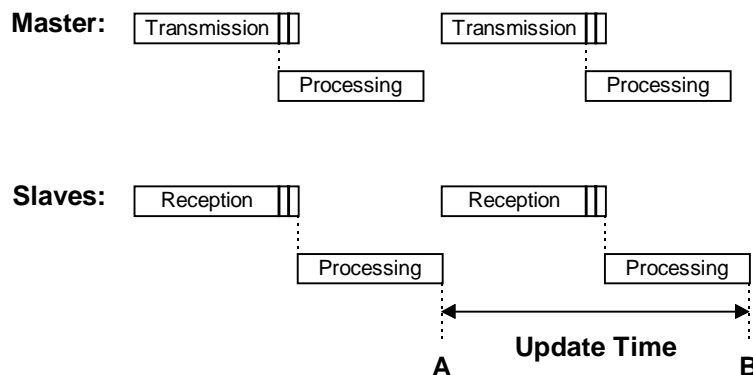 Master:
Transmission
Transmission
Processing
Processing
Slaves:
Reception
Reception
Processing
Processing
Update Time
A
B